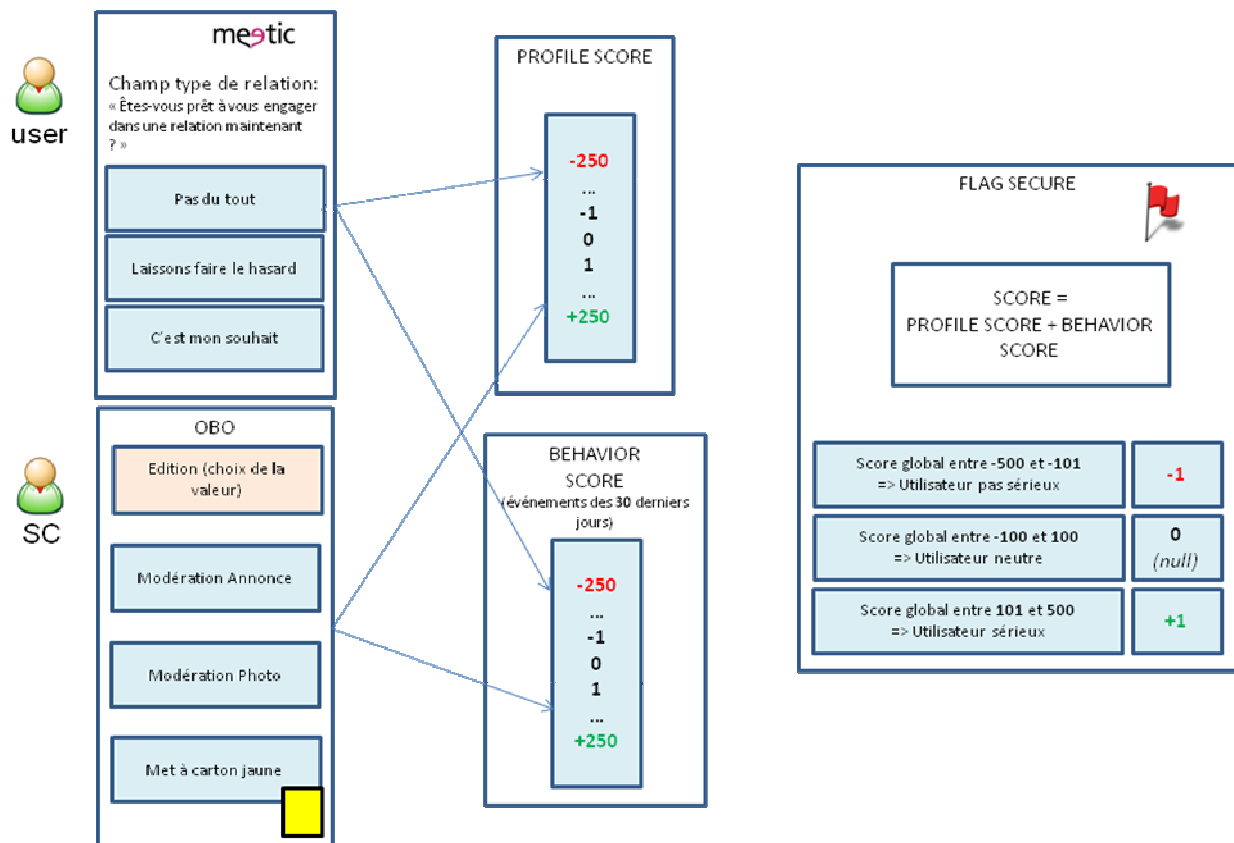 meetic
Champ type de relation:
« Êtes-vous prêt à vous engager
dans une relation maintenant
? »
Pas du tout
Laissons faire le hasard
C'est mon souhait
user
OBO
Edition (choix de la
valeur)
Modération Annonce
Modération Photo
Met à carton jaune
SC
PROFILE SCORE
-250
...
-1
0
1
...
+250
BEHAVIOR
SCORE
(événements des 30 derniers
jours)
-250
...
-1
0
1
...
+250
FLAG SECURE
SCORE =
PROFILE SCORE + BEHAVIOR
SCORE
Score global entre -500 et -101
=> Utilisateur pas sérieux
-1
Score global entre -100 et 100
=> Utilisateur neutre
0
(null)
Score global entre 101 et 500
=> Utilisateur sérieux
+1